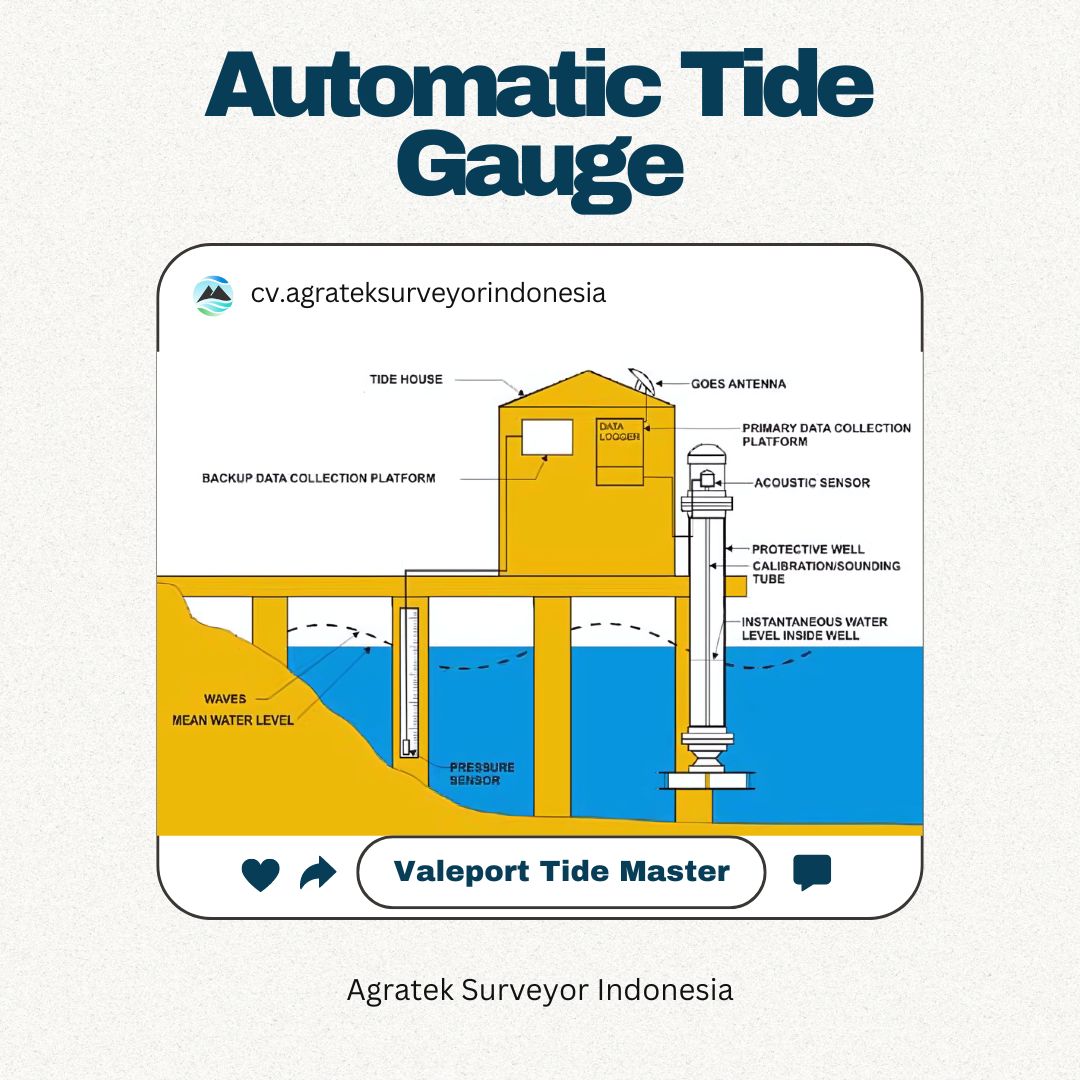 Automatic Tide
Gauge
cv.agrateksurveyorindonesia
TIDE HOUSE
GOES ANTENNA
DATA
LOGGER
PRIMARY DATA COLLECTION
PLATFORM
BACKUP DATA COLLECTION PLATFORM
ACOUSTIC SENSOR
PROTECTIVE WELL
CALIBRATION/SOUNDING
TUBE
INSTANTANEOUS WATER
LEVEL INSIDE WELL
WAVES
MEAN WATER LEVEL
PRESSURE
SENSOR
Valeport Tide Master
Agratek Surveyor Indonesia